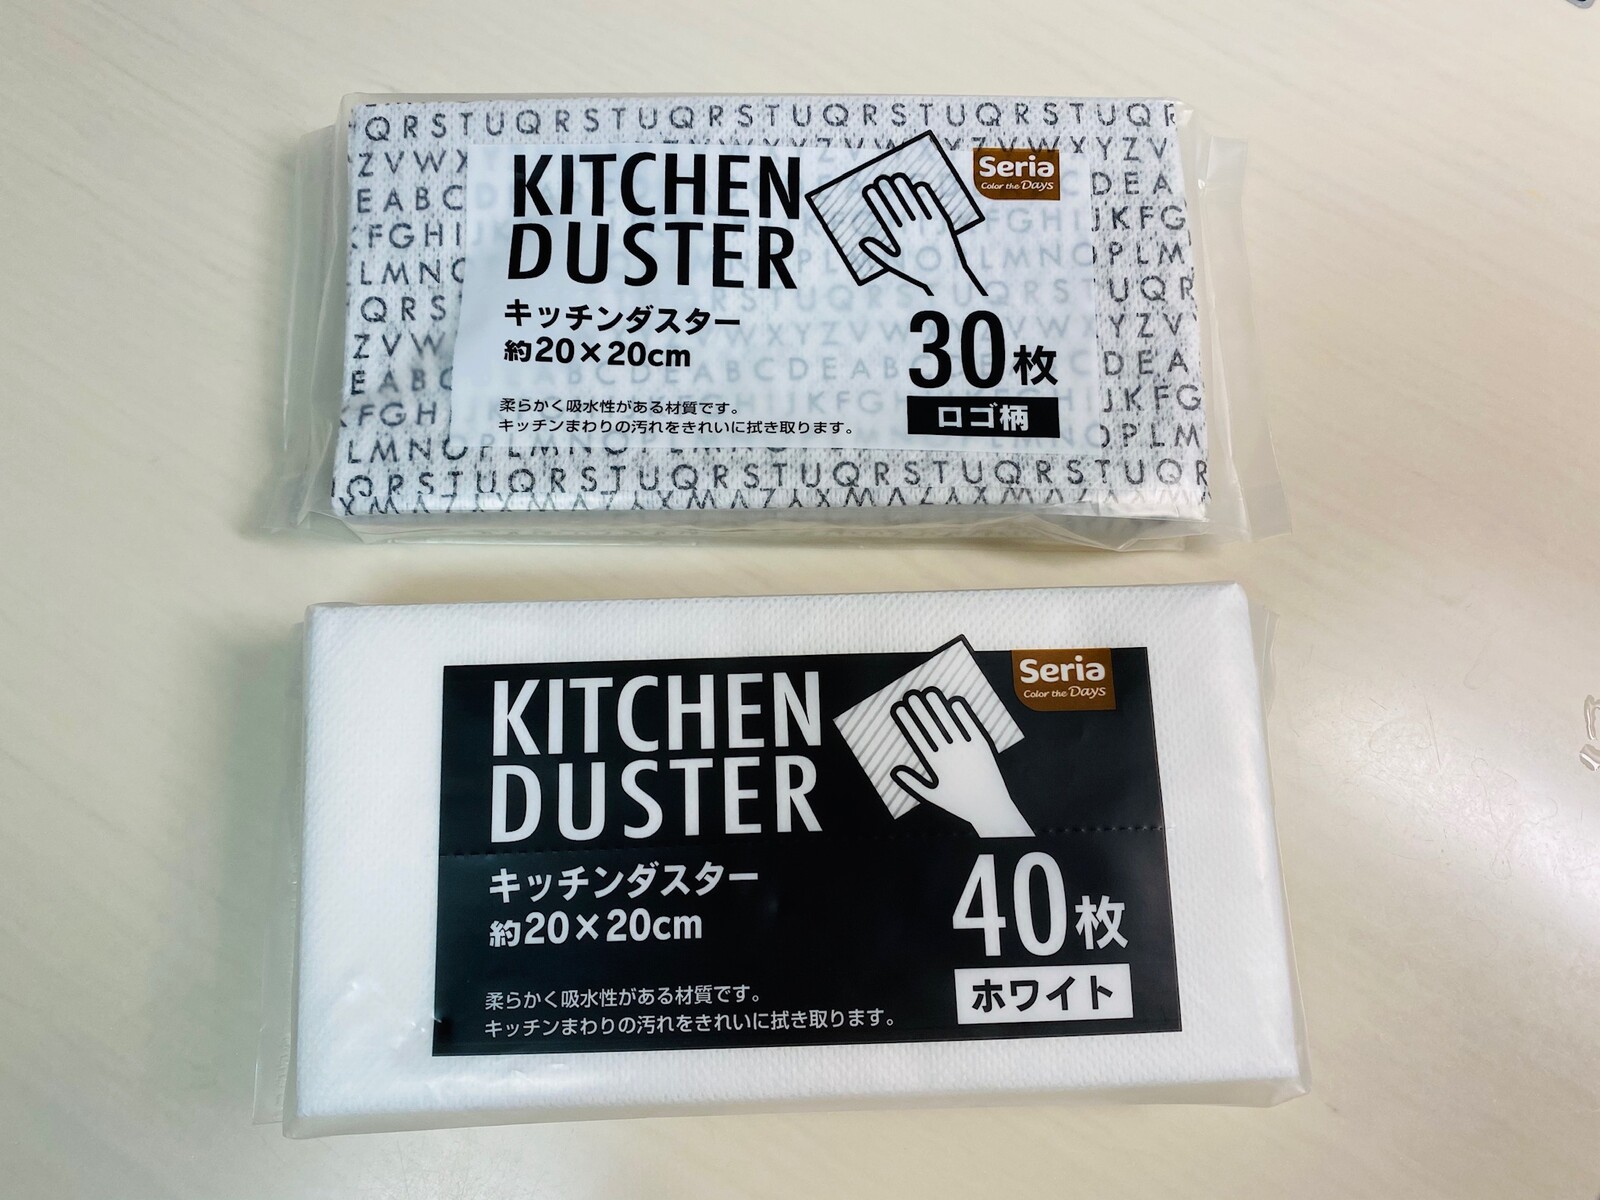 QRSTUQRSTUQRSTUQRSTUQRSTUQR
KITCHEN
DUSTER
Seria
Color the Days
キッチンダスター
約20×20cm
30枚
ロゴ柄
柔らかく吸水性がある材質です。
キッチンまわりの汚れをきれいに拭き取ります。
KITCHEN
DUSTER
Seria
Color the Days
キッチンダスター
約20×20cm
40枚
ホワイト
柔らかく吸水性がある材質です。
キッチンまわりの汚れをきれいに拭き取ります。